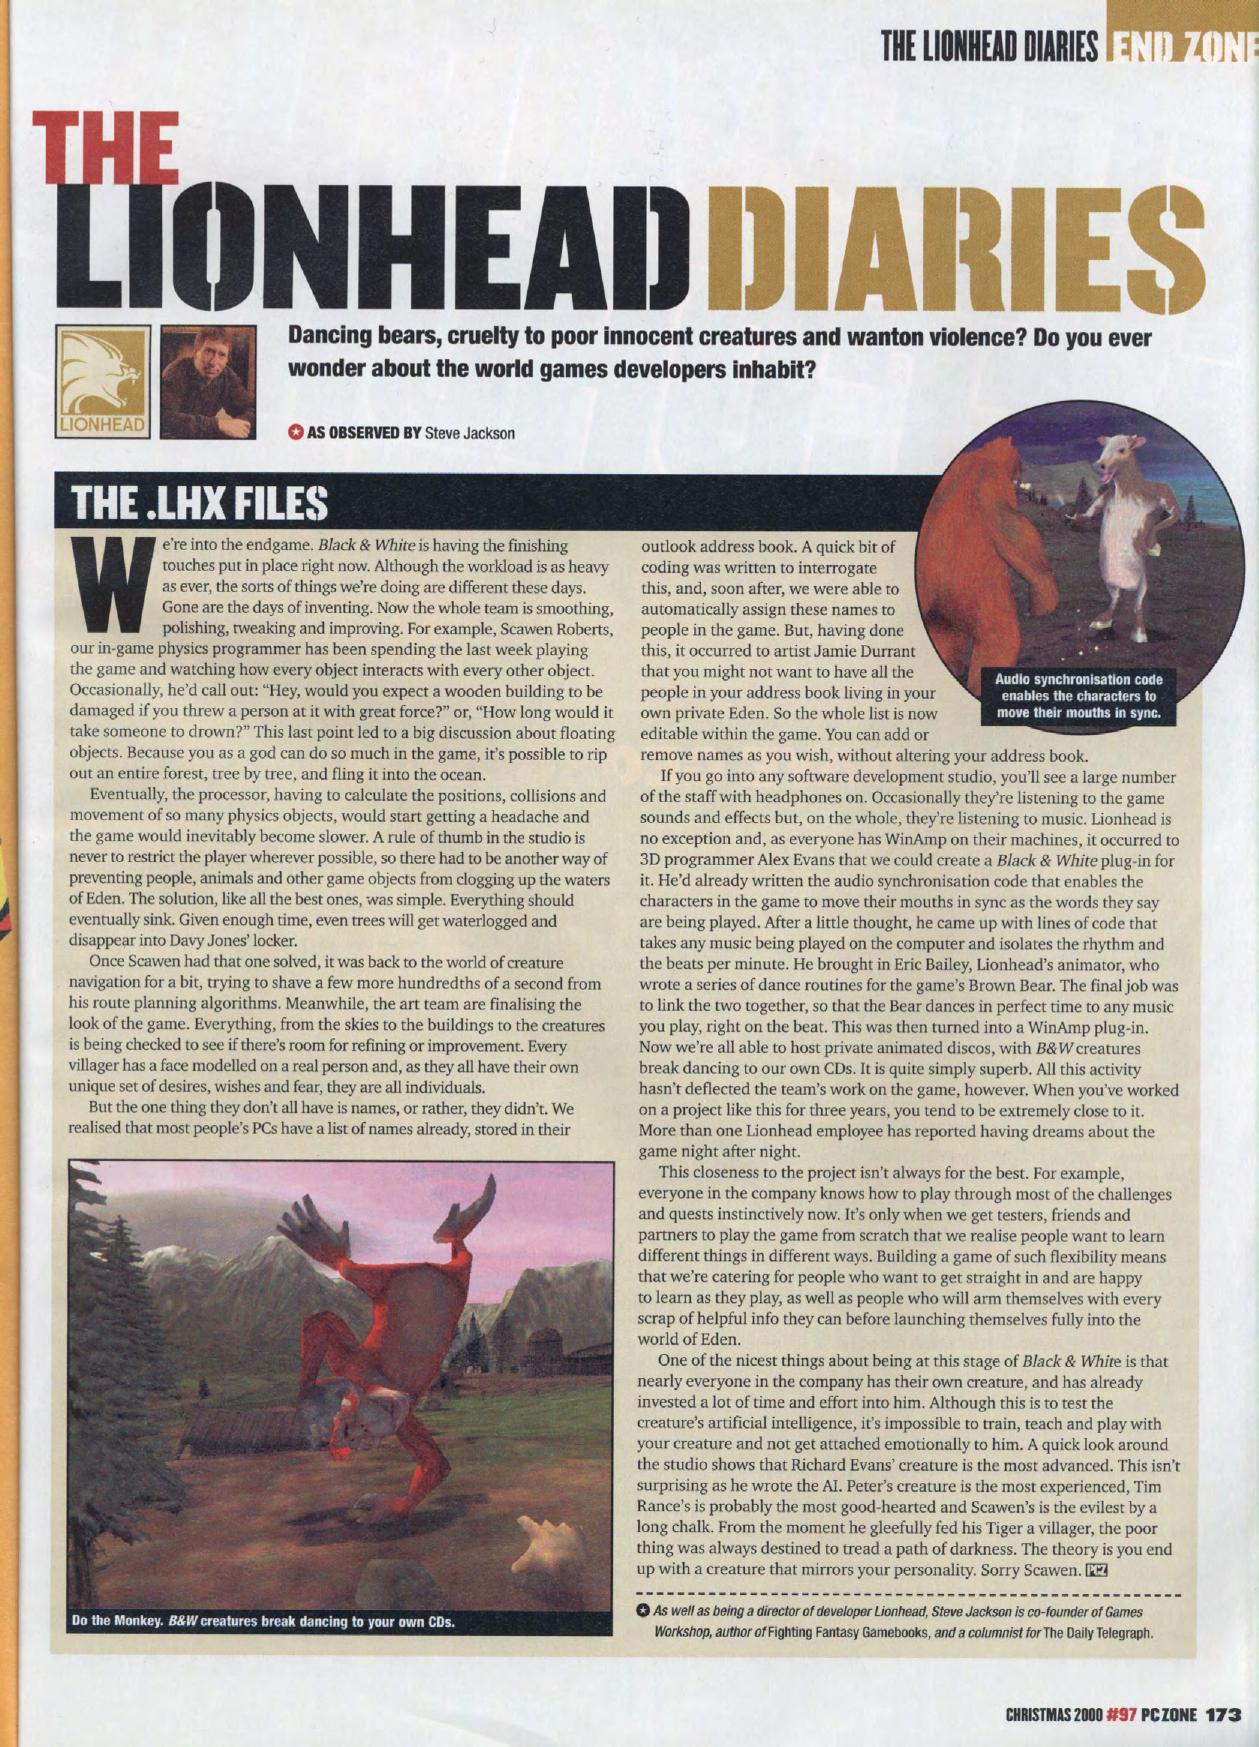 THE LIONHEAD DIARIES END ZONE
THE
LIONHEAD DIARIES
LIONHEAD
Dancing bears, cruelty to poor innocent creatures and wanton violence? Do you ever
wonder about the world games developers inhabit?
AS OBSERVED BY Steve Jackson
THE .LHX FILES
We're into the endgame. Black & White is having the finishing
touches put in place right now. Although the workload is as heavy
as ever, the sorts of things we're doing are different these days.
Gone are the days of inventing. Now the whole team is smoothing,
polishing, tweaking and improving. For example, Scawen Roberts,
our in-game physics programmer has been spending the last week playing
the game and watching how every object interacts with every other object.
Occasionally, he'd call out: “Hey, would you expect a wooden building to be
damaged if you threw a person at it with great force?” or, “How long would it
take someone to drown?” This last point led to a big discussion about floating
objects. Because you as a god can do so much in the game, it's possible to rip
out an entire forest, tree by tree, and fling it into the ocean.
Eventually, the processor, having to calculate the positions, collisions and
movement of so many physics objects, would start getting a headache and
the game would inevitably become slower. A rule of thumb in the studio is
never to restrict the player wherever possible, so there had to be another way of
preventing people, animals and other game objects from clogging up the waters
of Eden. The solution, like all the best ones, was simple. Everything should
eventually sink. Given enough time, even trees will get waterlogged and
disappear into Davy Jones' locker.
Once Scawen had that one solved, it was back to the world of creature
navigation for a bit, trying to shave a few more hundredths of a second from
his route planning algorithms. Meanwhile, the art team are finalising the
look of the game. Everything, from the skies to the buildings to the creatures
is being checked to see if there's room for refining or improvement. Every
villager has a face modelled on a real person and, as they all have their own
unique set of desires, wishes and fear, they are all individuals.
But the one thing they don't all have is names, or rather, they didn't. We
realised that most people's PCs have a list of names already, stored in their
Do the Monkey. B&W creatures break dancing to your own CDs.
outlook address book. A quick bit of
coding was written to interrogate
this, and, soon after, we were able to
automatically assign these names to
people in the game. But, having done
this, it occurred to artist Jamie Durrant
that you might not want to have all the
people in your address book living in your
own private Eden. So the whole list is now
editable within the game. You can add or
remove names as you wish, without altering your address book.
If you go into any software development studio, you'll see a large number
of the staff with headphones on. Occasionally they're listening to the game
sounds and effects but, on the whole, they're listening to music. Lionhead is
no exception and, as everyone has WinAmp on their machines, it occurred to
3D programmer Alex Evans that we could create a Black & White plug-in for
it. He'd already written the audio synchronisation code that enables the
characters in the game to move their mouths in sync as the words they say
are being played. After a little thought, he came up with lines of code that
takes any music being played on the computer and isolates the rhythm and
the beats per minute. He brought in Eric Bailey, Lionhead's animator, who
wrote a series of dance routines for the game's Brown Bear. The final job was
to link the two together, so that the Bear dances in perfect time to any music
you play, right on the beat. This was then turned into a WinAmp plug-in.
Now we're all able to host private animated discos, with B&W creatures
break dancing to our own CDs. It is quite simply superb. All this activity
hasn't deflected the team's work on the game, however. When you've worked
on a project like this for three years, you tend to be extremely close to it.
More than one Lionhead employee has reported having dreams about the
game night after night.
This closeness to the project isn't always for the best. For example,
everyone in the company knows how to play through most of the challenges
and quests instinctively now. It's only when we get testers, friends and
partners to play the game from scratch that we realise people want to learn
different things in different ways. Building a game of such flexibility means
that we're catering for people who want to get straight in and are happy
to learn as they play, as well as people who will arm themselves with every
scrap of helpful info they can before launching themselves fully into the
world of Eden.
One of the nicest things about being at this stage of Black & White is that
nearly everyone in the company has their own creature, and has already
invested a lot of time and effort into him. Although this is to test the
creature's artificial intelligence, it's impossible to train, teach and play with
your creature and not get attached emotionally to him. A quick look around
the studio shows that Richard Evans' creature is the most advanced. This isn't
surprising as he wrote the AI. Peter's creature is the most experienced, Tim
Rance's is probably the most good-hearted and Scawen's is the evilest by a
long chalk. From the moment he gleefully fed his Tiger a villager, the poor
thing was always destined to tread a path of darkness. The theory is you end
up with a creature that mirrors your personality. Sorry Scawen. PCZ
Audio synchronisation code
enables the characters to
move their mouths in sync.
As well as being a director of developer Lionhead, Steve Jackson is co-founder of Games
Workshop, author of Fighting Fantasy Gamebooks, and a columnist for The Daily Telegraph.
CHRISTMAS 2000 #97 PC ZONE 173